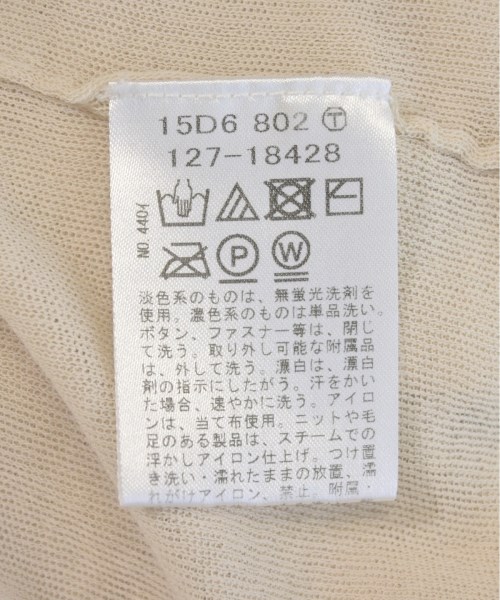 15D6 802 Ⓣ
127-18428
NO.440-イ
P W
淡色系のものは、無蛍光洗剤を
使用。濃色系のものは単品洗い。
ボタン、ファスナー等は、閉じ
て洗う。取り外し可能な附属品
は、外して洗う。漂白は、漂白
剤の指示にしたがう。汗をかい
た場合、速やかに洗う。アイロ
ンは、当て布使用。ニットや毛
足のある製品は、スチームでの
浮かしアイロン仕上げ。つけ置
き洗い・濡れたままの放置、濡
れがけアイロン、禁止。附属・